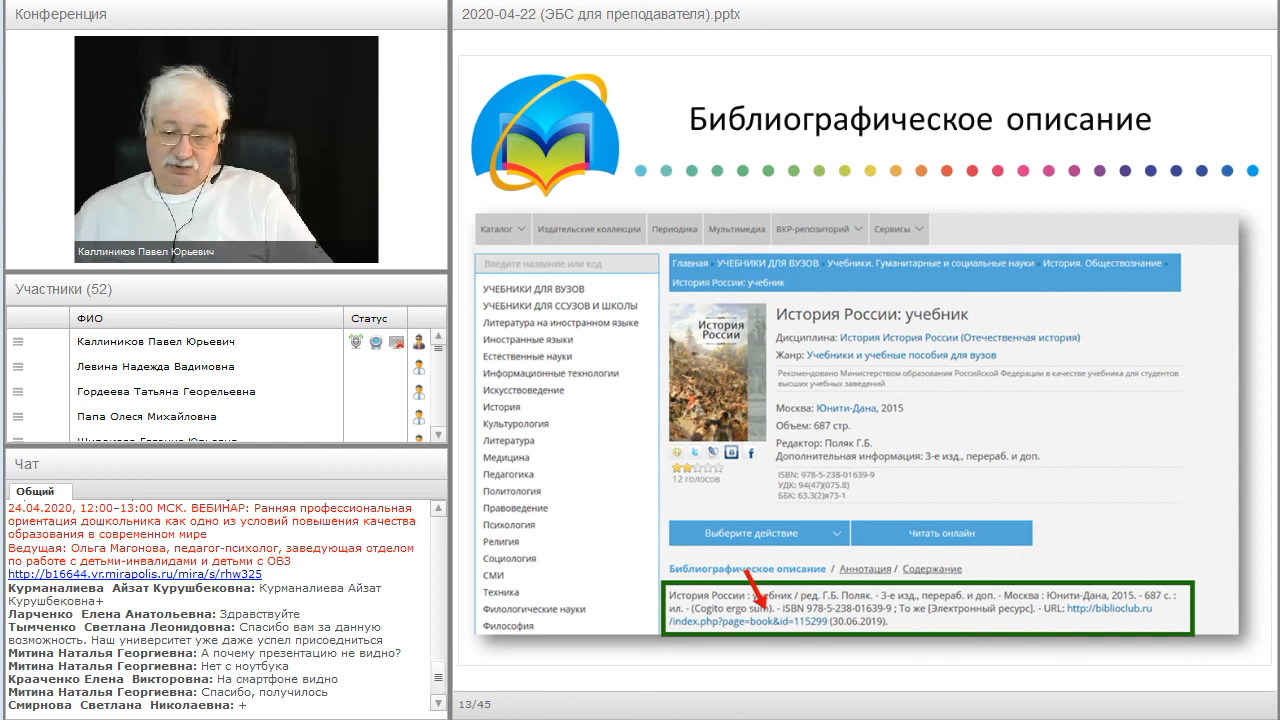 Конференция
Каллиников Павел Юрьевич
Участники (52)
ФИО
Статус
Каллиников Павел Юрьевич
Левина Надежда Вадимовна
Гордеева Татьяна Георельевна
Папа Олеся Михайловна
Чат
Общий
24.04.2020, 12:00–13:00 МСК. ВЕБИНАР: Ранняя профессиональная
ориентация дошкольника как одно из условий повышения качества
образования в современном мире
Ведущая: Ольга Магонова, педагог-психолог, заведующая отделом
по работе с детьми-инвалидами и детьми с ОВЗ
http://b16644.vr.mirapolis.ru/mira/s/rhw325
Курманалиева Айзат Курушбековна: Курманалиева Айзат
Курушбековна+
Ларченко Елена Анатольевна: Здраствуйте
Тымченко Светлана Леонидовна: Спасибо вам за данную
возможность. Наш университет уже даже успел присоедниться
Митина Наталья Георгиевна: А почему презентацию не видно?
Митина Наталья Георгиевна: Нет с ноутбука
Краaченко Елена Викторовна: На смартфоне видно
Митина Наталья Георгиевна: Спасибо, получилось
Смирнова Светлана Николаевна: +
2020-04-22 (ЭБС для преподавателя).pptx
Библиографическое описание
Каталог
Издательские коллекции
Периодика
Мультимедиа
ВКР-репозиторий
Сервисы
Введите название или код
УЧЕБНИКИ ДЛЯ ВУЗОВ
УЧЕБНИКИ ДЛЯ ССУЗОВ И ШКОЛЫ
Литература на иностранном языке
Иностранные языки
Естественные науки
Информационные технологии
Искусствоведение
История
Культурология
Литература
Медицина
Педагогика
Политология
Правоведение
Психология
Религия
Социология
СМИ
Техника
Филологические науки
Философия
Главная » УЧЕБНИКИ ДЛЯ ВУЗОВ » Учебники. Гуманитарные и социальные науки » История. Обществознание »
История России: учебник
История
России
12 голосов
История России: учебник
Дисциплина: История История России (Отечественная история)
Жанр: Учебники и учебные пособия для вузов
Рекомендовано Министерством образования Российской Федерации в качестве учебника для студентов
высших учебных заведений
Москва: Юнити-Дана, 2015
Объем: 687 стр.
Редактор: Поляк Г.Б.
Дополнительная информация: 3-е изд., перераб. и доп.
ISBN: 978-5-238-01639-9
УДК: 94(47)(075.8)
ББК: 63.3(2)я73-1
Выберите действие
Читать онлайн
Библиографическое описание / Аннотация / Содержание
История России : учебник / ред. Г.Б. Поляк. - 3-е изд., перераб. и доп. - Москва : Юнити-Дана, 2015. - 687 с. :
ил. - (Cogito ergo sum). - ISBN 978-5-238-01639-9 ; То же [Электронный ресурс]. - URL: http://biblioclub.ru
/index.php?page=book&id=115299 (30.06.2019).
13/45